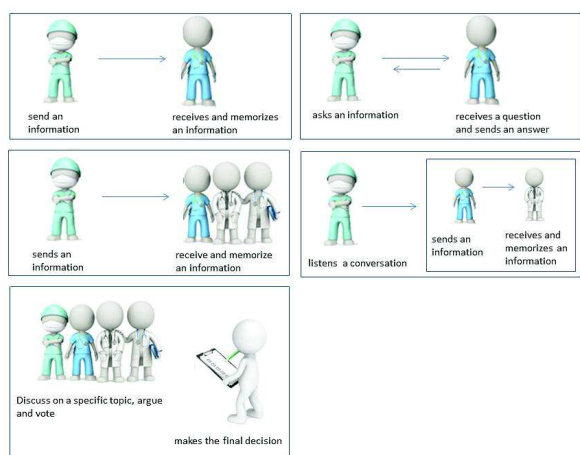 send an
information
receives and memorizes
an information
asks an information
receives a question
and sends an answer
sends an
information
receive and memorize
an information
listens a conversation
sends an
information
receives and
memorizes an
information
Discuss on a specific topic, argue
and vote
makes the final decision